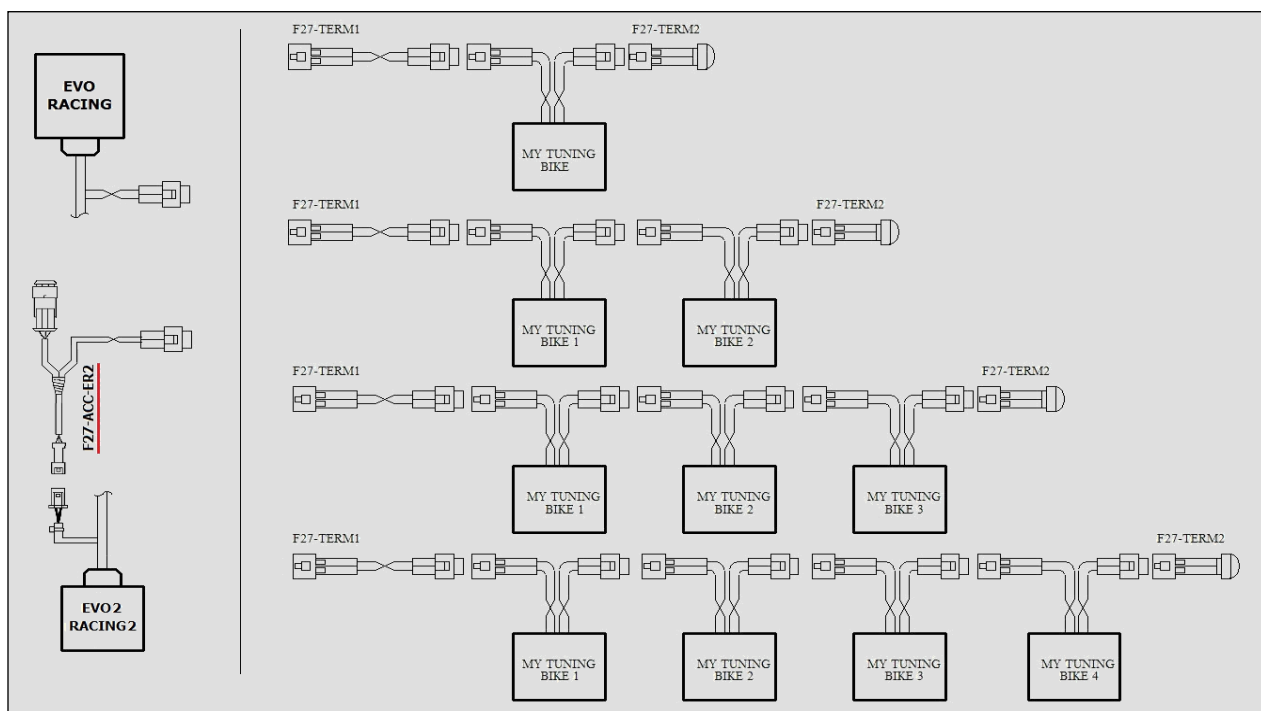 EVO
RACING
F27-ACC-ER2
EVO2
RACING2
F27-TERM1
F27-TERM2
MY TUNING
BIKE
F27-TERM1
F27-TERM2
MY TUNING
BIKE 1
MY TUNING
BIKE 2
F27-TERM1
F27-TERM2
MY TUNING
BIKE 1
MY TUNING
BIKE 2
MY TUNING
BIKE 3
F27-TERM1
F27-TERM2
MY TUNING
BIKE 1
MY TUNING
BIKE 2
MY TUNING
BIKE 3
MY TUNING
BIKE 4